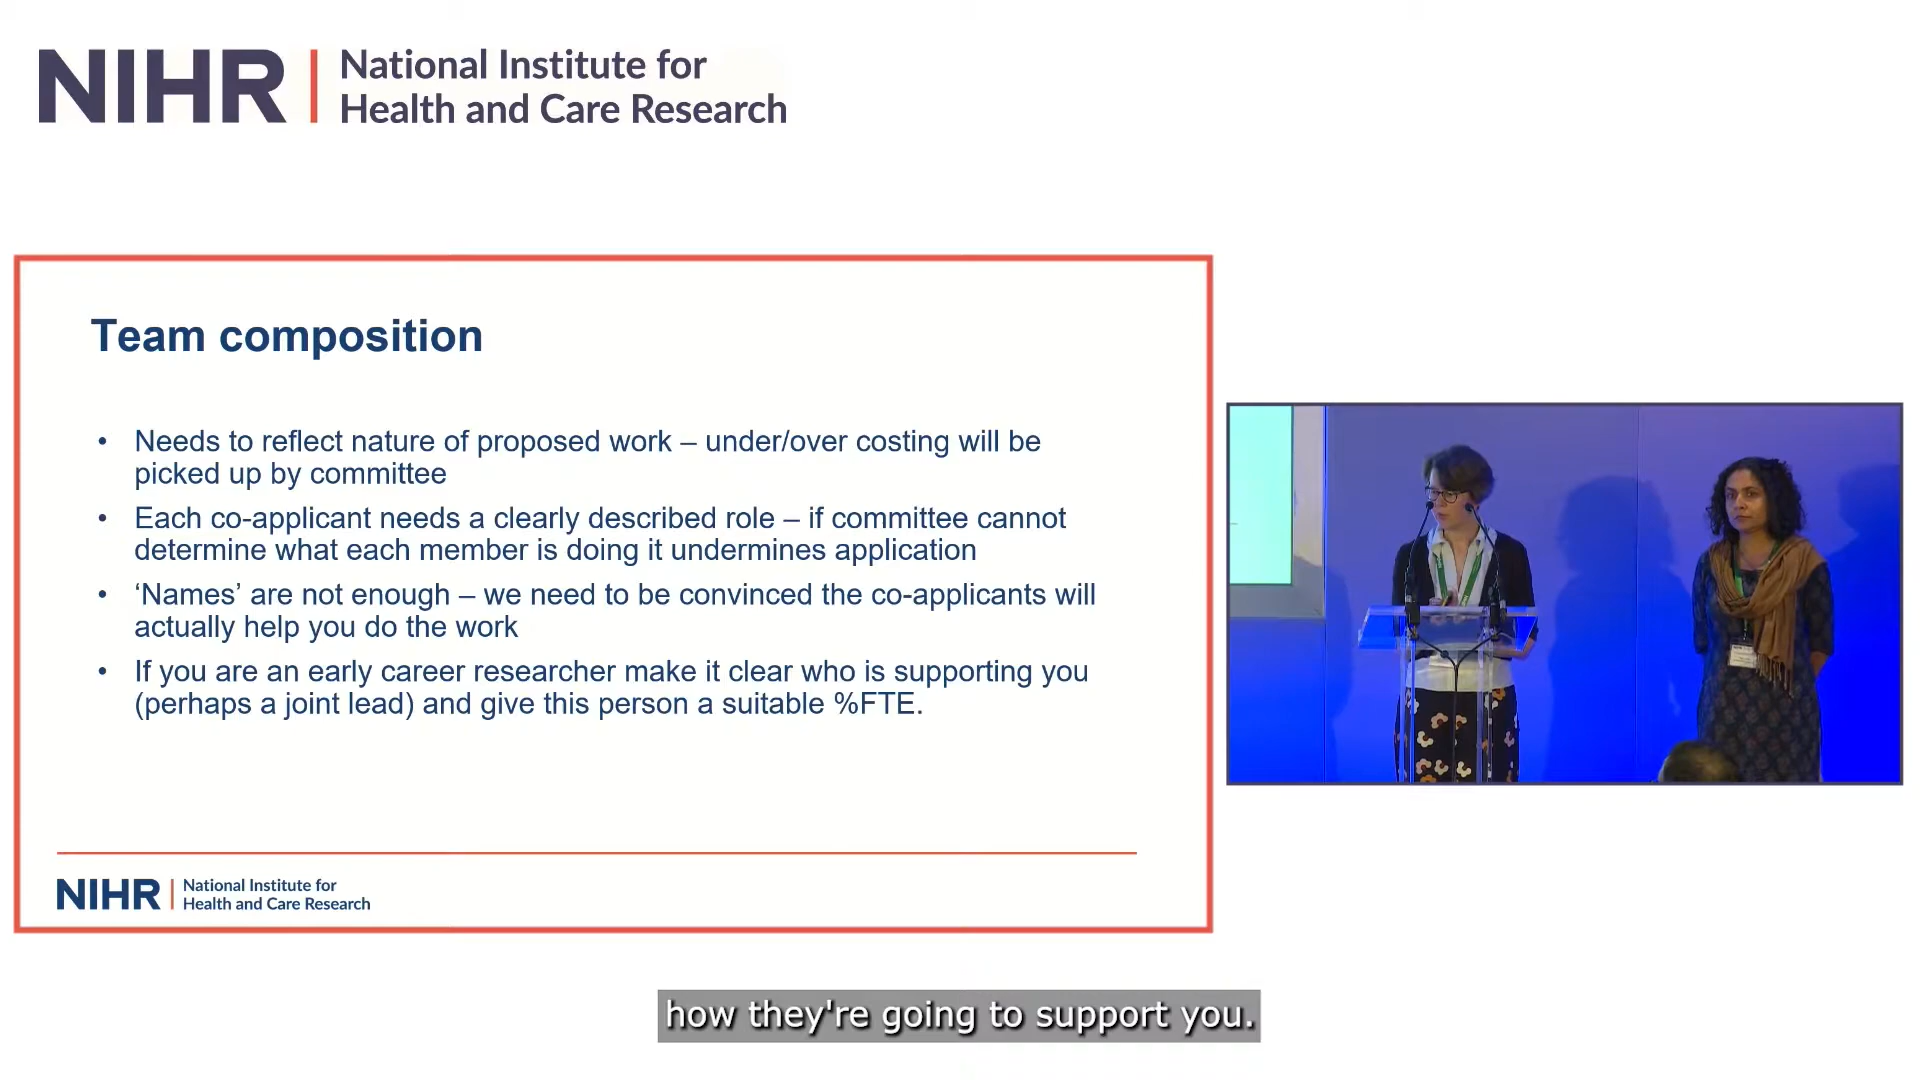 NIHR | National Institute for
Health and Care Research
Team composition
• Needs to reflect nature of proposed work – under/over costing will be
picked up by committee
• Each co-applicant needs a clearly described role – if committee cannot
determine what each member is doing it undermines application
• ‘Names’ are not enough – we need to be convinced the co-applicants will
actually help you do the work
• If you are an early career researcher make it clear who is supporting you
(perhaps a joint lead) and give this person a suitable %FTE.
NIHR | National Institute for
Health and Care Research
how they're going to support you.